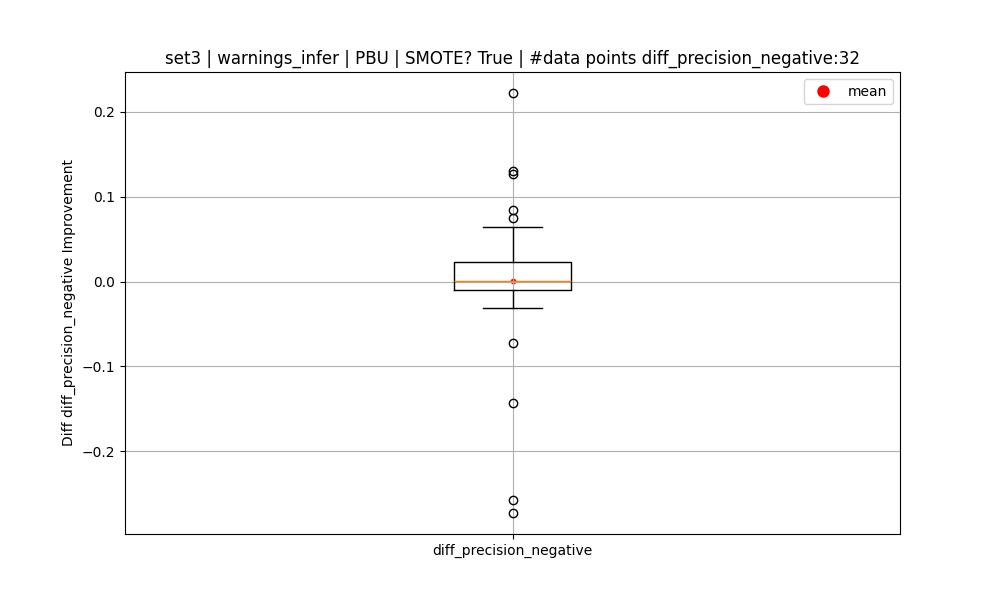 set3 | warnings_infer | PBU | SMOTE? True | #data points diff_precision_negative:32
mean
0.2
0.1
0.0
−0.1
−0.2
Diff diff_precision_negative Improvement
diff_precision_negative